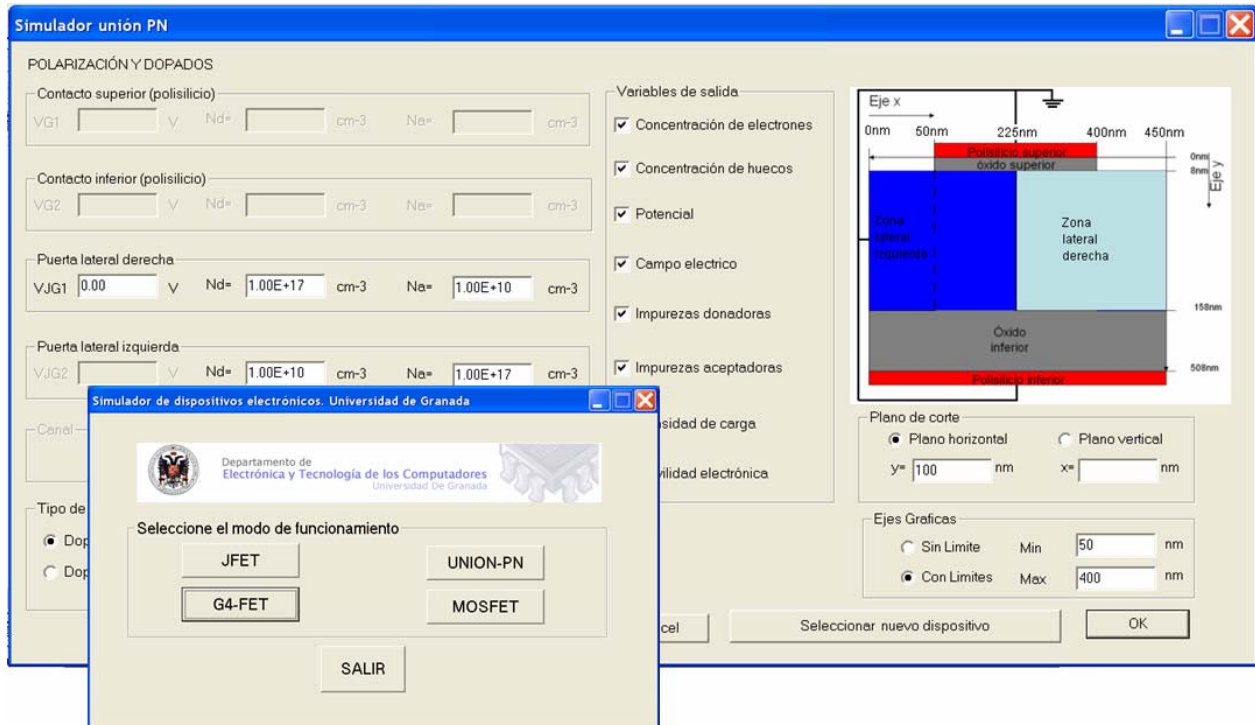 Simulador unión PN
POLARIZACIÓN Y DOPADOS
Contacto superior (polisilicio)
VG1 V Nd= cm-3 Na= cm-3
Contacto inferior (polisilicio)
VG2 V Nd= cm-3 Na= cm-3
Puerta lateral derecha
VJG1 0.00 V Nd= 1.00E+17 cm-3 Na= 1.00E+10 cm-3
Puerta lateral izquierda
VJG2 V Nd= 1.00E+10 cm-3 Na= 1.00E+17 cm-3
Canal
Tipo de
Dop
Dop
Variables de salida
Concentración de electrones
Concentración de huecos
Potencial
Campo electrico
Impurezas donadoras
Impurezas aceptadoras
sidad de carga
vilidad electrónica
Eje x
0nm 50nm 225nm 400nm 450nm
Polisilicio superior
óxido superior
0nm
8nm
Eje y
Zona
lateral
izquierda
Zona
lateral
derecha
158nm
Óxido
inferior
508nm
Polisilicio inferior
Plano de corte
Plano horizontal Plano vertical
y= 100 nm x= nm
Ejes Graficas
Sin Limite Min 50 nm
Con Limites Max 400 nm
cel Seleccionar nuevo dispositivo OK
Simulador de dispositivos electrónicos. Universidad de Granada
Departamento de
Electrónica y Tecnología de los Computadores
Universidad De Granada
Seleccione el modo de funcionamiento
JFET UNION-PN
G4-FET MOSFET
SALIR